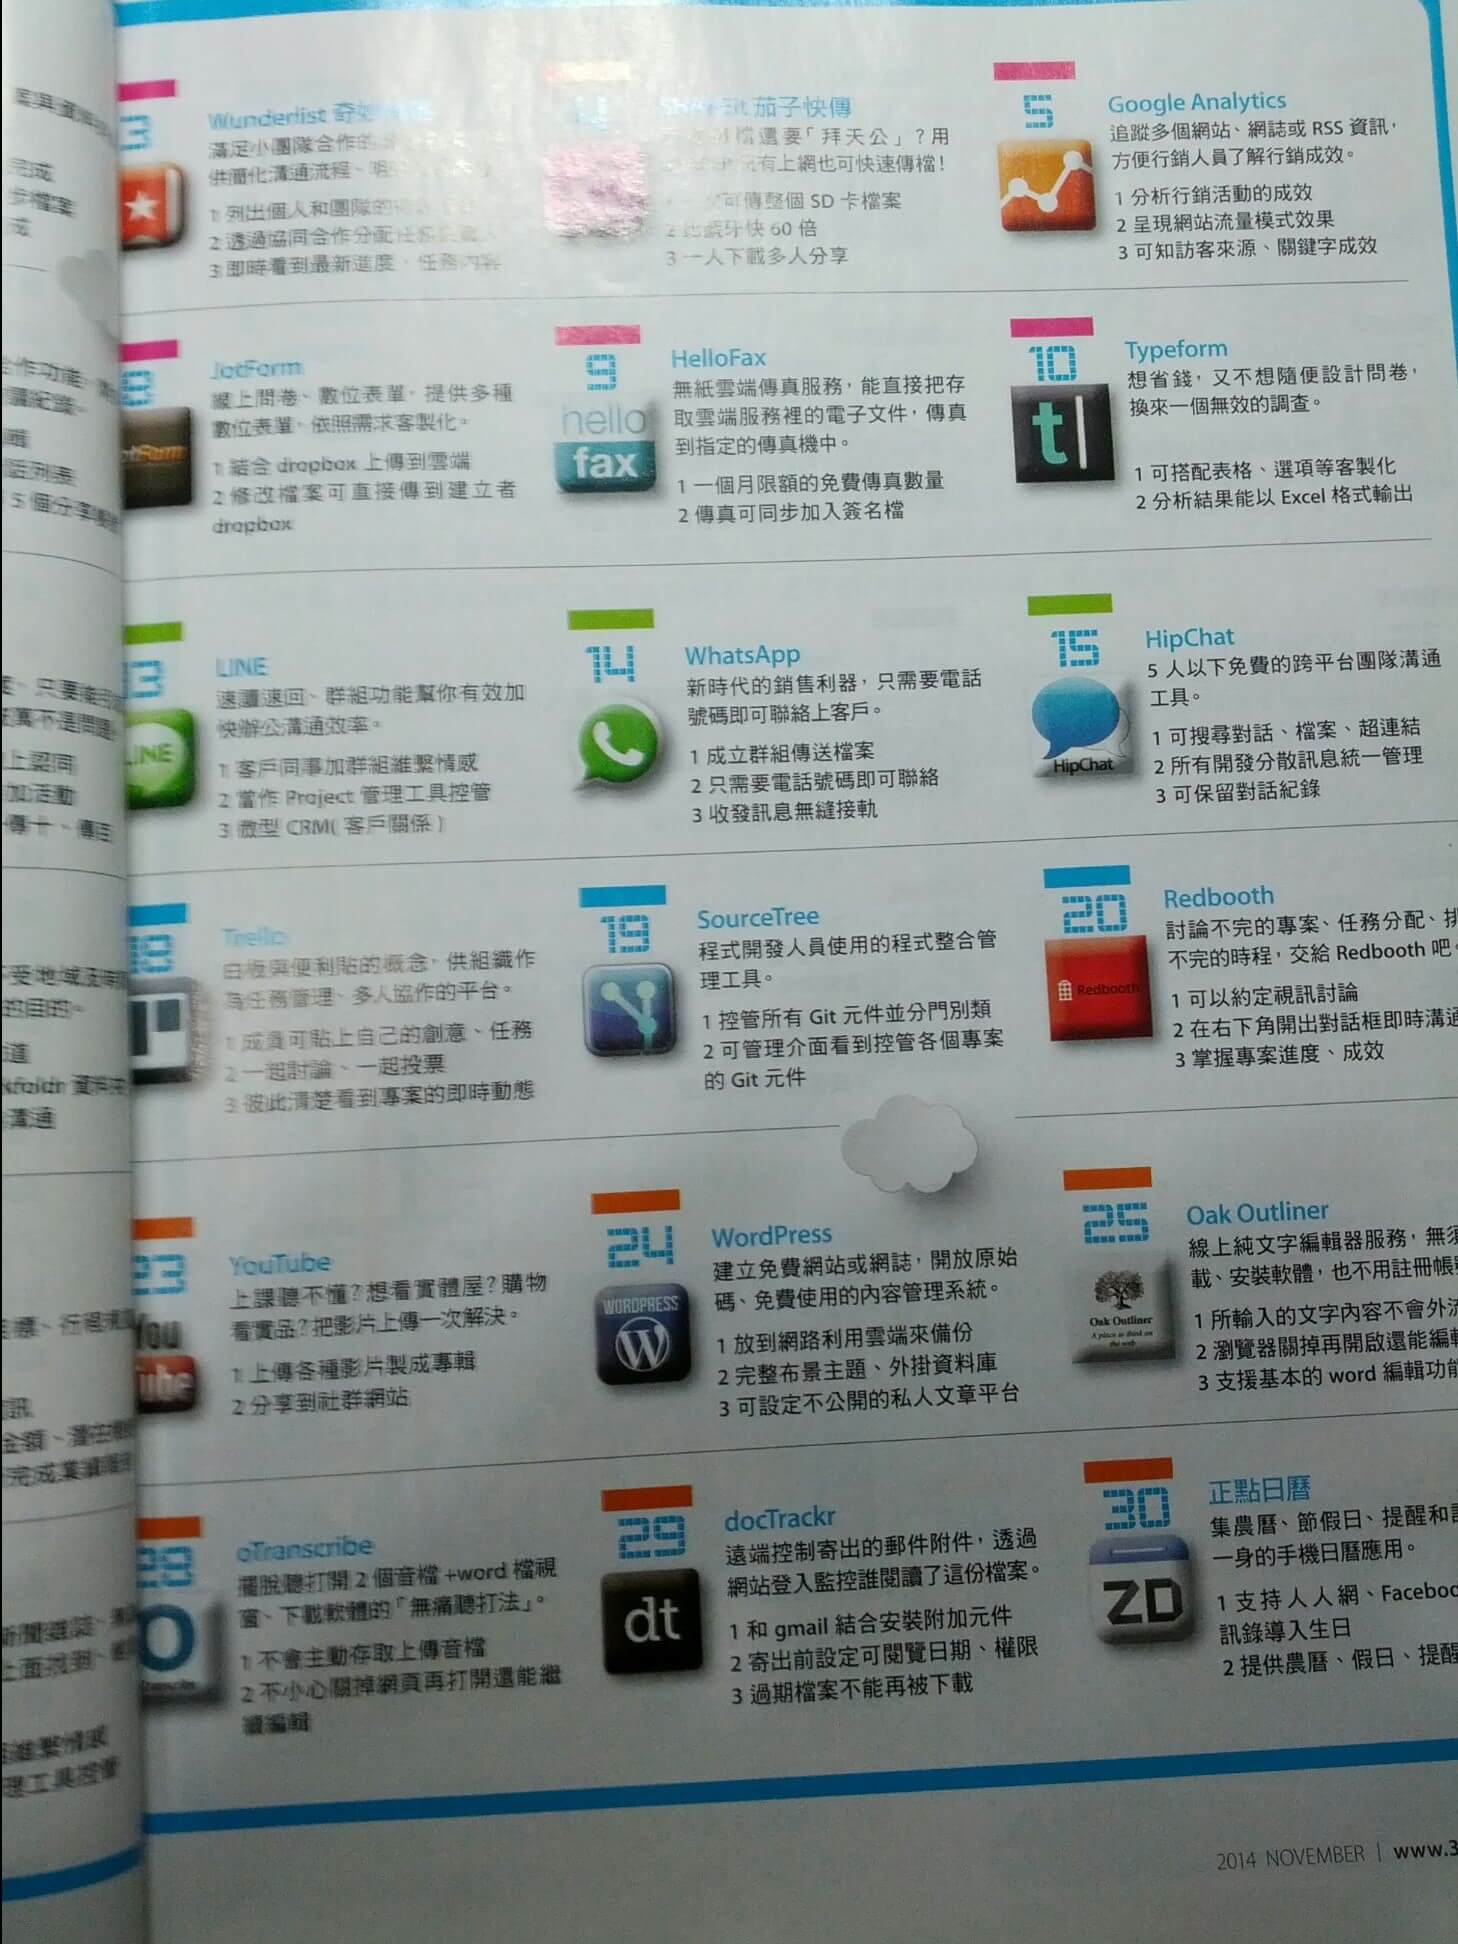 3
Wunderlist 奇妙
滿足小團隊合作的
供簡化溝通流程、
1 列出個人和團隊的
2 透過協同合作分配任務
3 即時看到最新進度、任務內容
茄子快傳
檔還要「拜天公」?用
有上網也可快速傳檔!
可傳整個 SD 卡檔案
2 比藍牙快 60 倍
3 一人下載多人分享
5
Google Analytics
追蹤多個網站、網誌或 RSS 資訊,
方便行銷人員了解行銷成效。
1 分析行銷活動的成效
2 呈現網站流量模式效果
3 可知訪客來源、關鍵字成效
8
JotForm
線上問卷、數位表單,提供多種
數位表單,依照需求客製化。
1 結合 dropbox 上傳到雲端
2 修改檔案可直接傳到建立者
dropbox
9
hello
fax
HelloFax
無紙雲端傳真服務,能直接把存
取雲端服務裡的電子文件,傳真
到指定的傳真機中。
1 一個月限額的免費傳真數量
2 傳真可同步加入簽名檔
10
t
Typeform
想省錢,又不想隨便設計問卷,
換來一個無效的調查。
1 可搭配表格、選項等客製化
2 分析結果能以 Excel 格式輸出
13
LINE
LINE
速讀速回、群組功能幫你有效加
快辦公溝通效率。
1 客戶同事加群組維繫情感
2 當作 Project 管理工具控管
3 微型 CRM( 客戶關係 )
14
WhatsApp
新時代的銷售利器,只需要電話
號碼即可聯絡上客戶。
1 成立群組傳送檔案
2 只需要電話號碼即可聯絡
3 收發訊息無縫接軌
15
HipChat
HipChat
5 人以下免費的跨平台團隊溝通
工具。
1 可搜尋對話、檔案、超連結
2 所有開發分散訊息統一管理
3 可保留對話紀錄
18
Trello
白板與便利貼的概念,供組織作
為任務管理、多人協作的平台。
1 成員可貼上自己的創意、任務
2 一起討論、一起投票
3 彼此清楚看到專案的即時動態
19
SourceTree
程式開發人員使用的程式整合管
理工具。
1 控管所有 Git 元件並分門別類
2 可管理介面看到控管各個專案
的 Git 元件
20
Redbooth
Redbooth
討論不完的專案、任務分配、排
不完的時程,交給 Redbooth 吧。
1 可以約定視訊討論
2 在右下角開出對話框即時溝通
3 掌握專案進度、成效
23
You
Tube
YouTube
上課聽不懂?想看實體屋?購物
看實品?把影片上傳一次解決。
1 上傳各種影片製成專輯
2 分享到社群網站
24
WORDPRESS
W
WordPress
建立免費網站或網誌,開放原始
碼、免費使用的內容管理系統。
1 放到網路利用雲端來備份
2 完整布景主題、外掛資料庫
3 可設定不公開的私人文章平台
25
Oak Outliner
A place to think on
the web
Oak Outliner
線上純文字編輯器服務,無須
載、安裝軟體,也不用註冊帳
1 所輸入的文字內容不會外流
2 瀏覽器關掉再開啟還能編輯
3 支援基本的 word 編輯功能
28
oTranscribe
擺脫聽打開 2 個音檔 +word 檔視
窗、下載軟體的「無痛聽打法」。
1 不會主動存取上傳音檔
2 不小心關掉網頁再打開還能繼
續編輯
29
dt
docTrackr
遠端控制寄出的郵件附件,透過
網站登入監控誰閱讀了這份檔案。
1 和 gmail 結合安裝附加元件
2 寄出前設定可閱覽日期、權限
3 過期檔案不能再被下載
30
ZD
正點日曆
集農曆、節假日、提醒和
一身的手機日曆應用。
1 支持人人網、Faceboo
訊錄導入生日
2 提供農曆、假日、提醒
2014 NOVEMBER | www.3